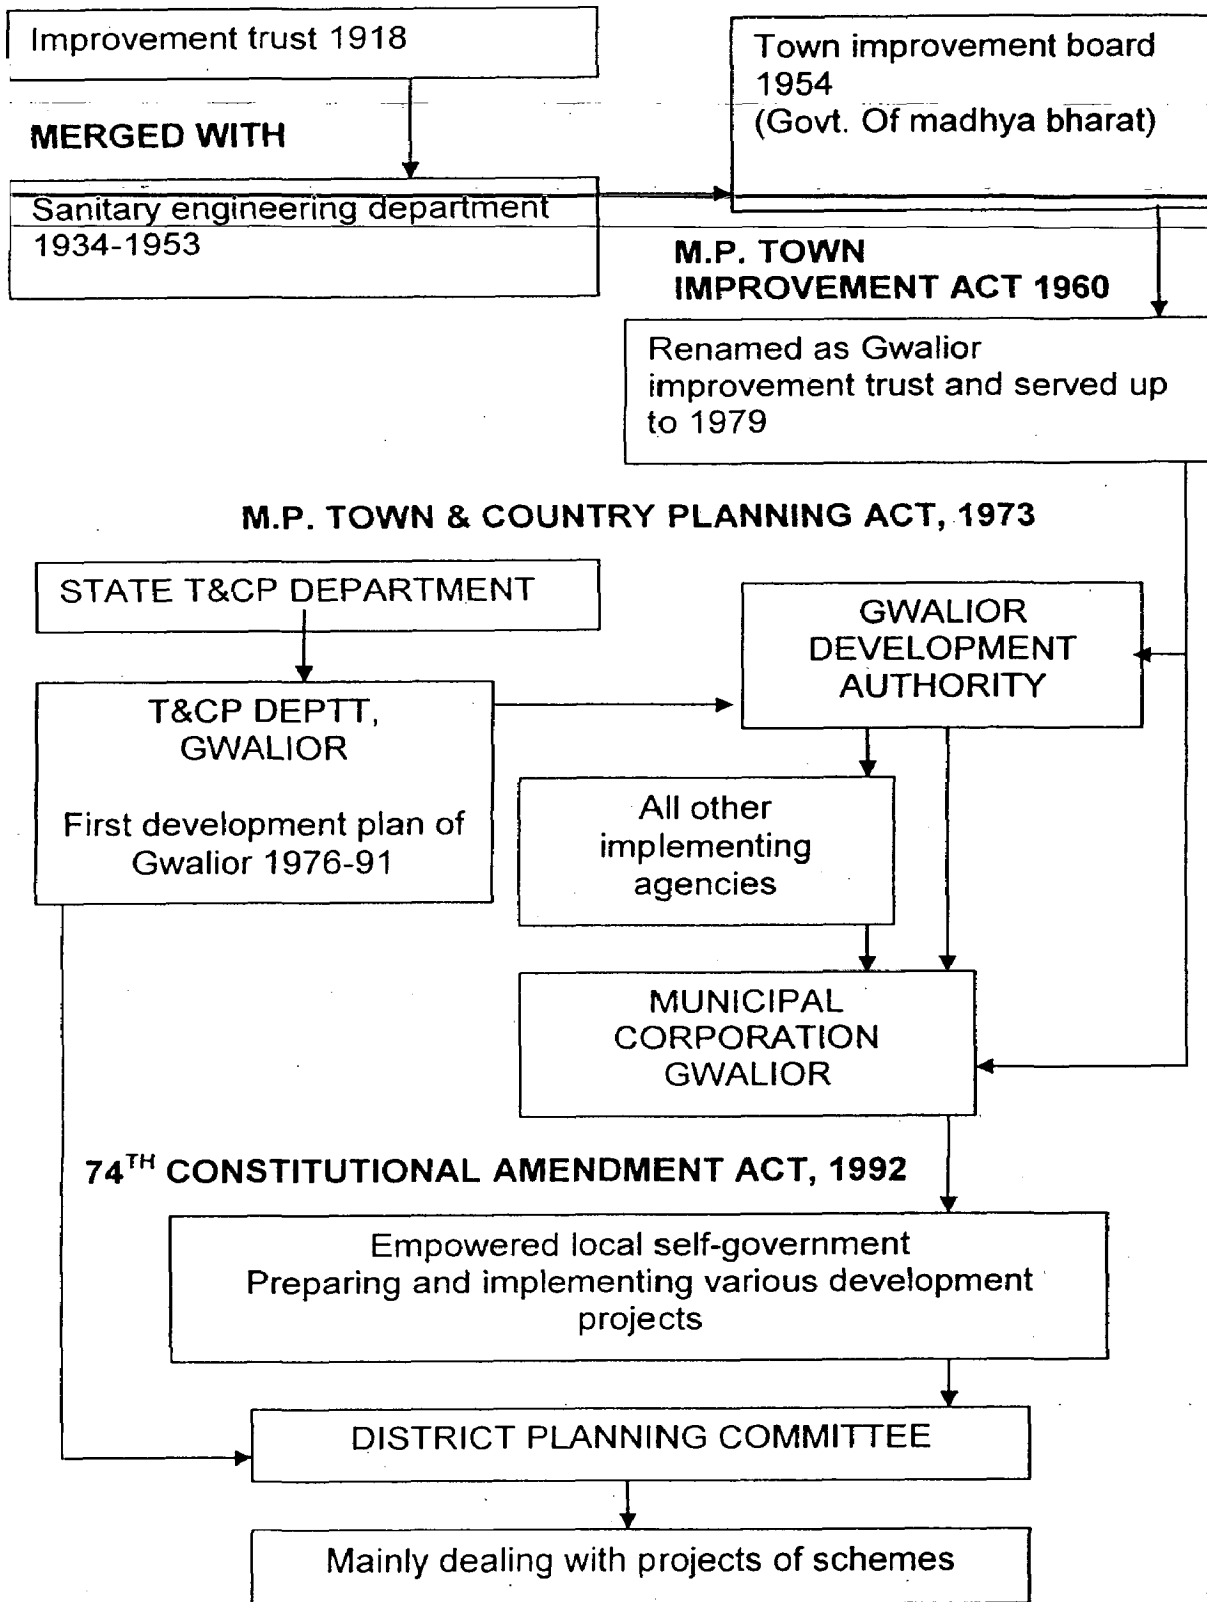 Improvement trust 1918
Town improvement board
1954
(Govt. Of madhya bharat)
MERGED WITH
Sanitary engineering department
1934-1953
M.P. TOWN
IMPROVEMENT ACT 1960
Renamed as Gwalior
improvement trust and served up
to 1979
M.P. TOWN & COUNTRY PLANNING ACT, 1973
STATE T&CP DEPARTMENT
GWALIOR
DEVELOPMENT
AUTHORITY
T&CP DEPTT,
GWALIOR
First development plan of
Gwalior 1976-91
All other
implementing
agencies
MUNICIPAL
CORPORATION
GWALIOR
74TH CONSTITUTIONAL AMENDMENT ACT, 1992
Empowered local self-government
Preparing and implementing various development
projects
DISTRICT PLANNING COMMITTEE
Mainly dealing with projects of schemes